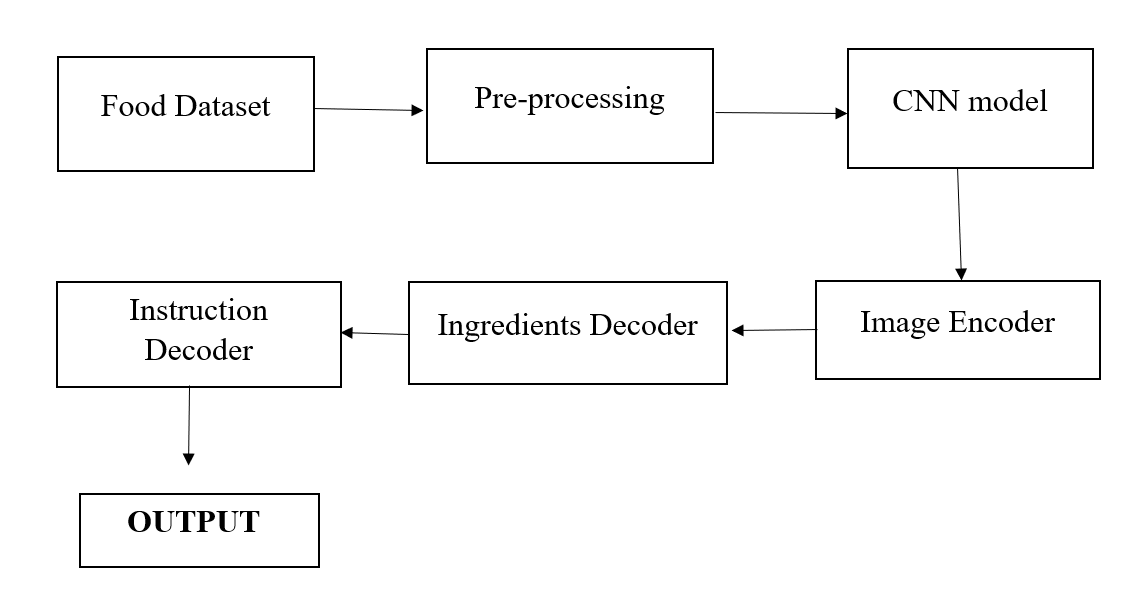 Food Dataset
Pre-processing
CNN model
Instruction
Decoder
Ingredients Decoder
Image Encoder
OUTPUT